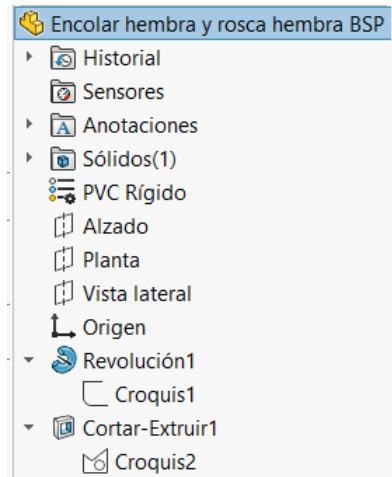 Encolar hembra y rosca hembra BSP
Historial
Sensores
A Anotaciones
Sólidos(1)
PVC Rígido
Alzado
Planta
Vista lateral
Origen
Revolución1
Croquis1
Cortar-Extruir1
Croquis2